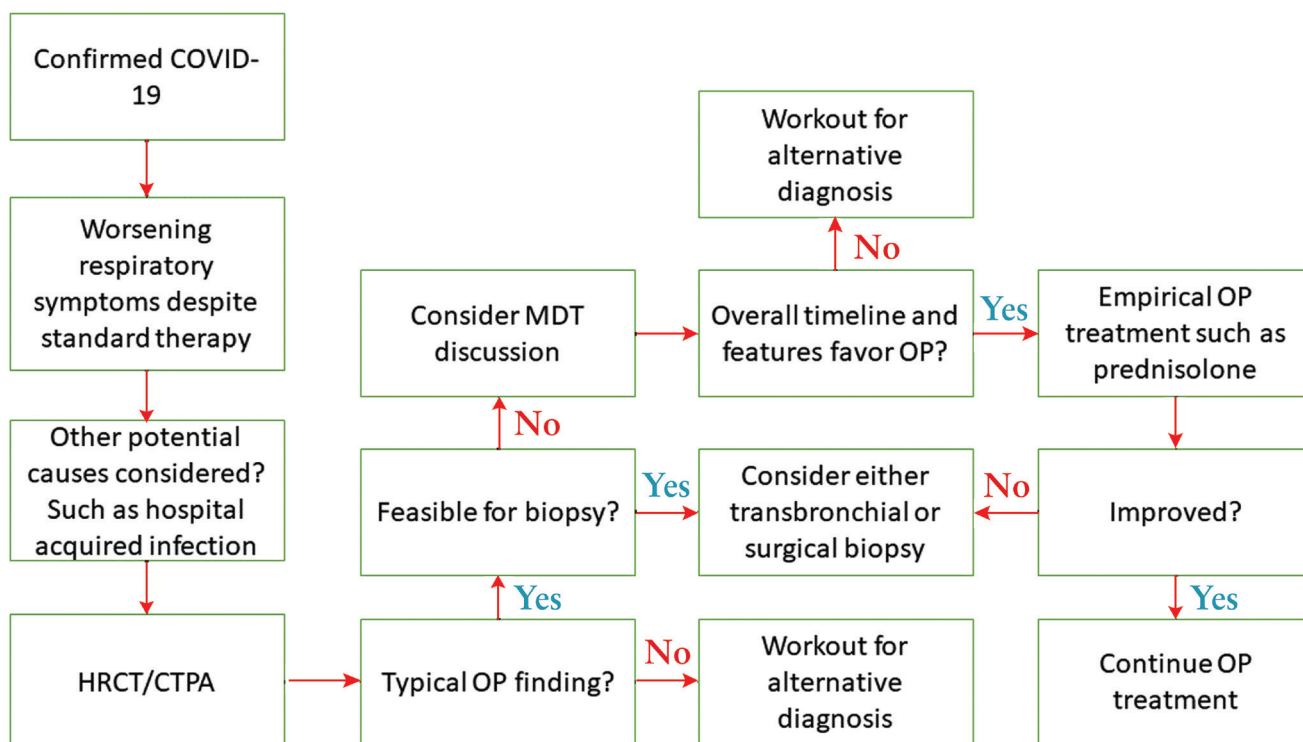 Confirmed COVID-
19
Worsening
respiratory
symptoms despite
standard therapy
Other potential
causes considered?
Such as hospital
acquired infection
HRCT/CTPA
Typical OP finding?
Yes
No
Feasible for biopsy?
No
Yes
Consider MDT
discussion
Workout for
alternative
diagnosis
No
Overall timeline and
features favor OP?
Yes
Consider either
transbronchial or
surgical biopsy
Workout for
alternative
diagnosis
Empirical OP
treatment such as
prednisolone
No
Improved?
Yes
Continue OP
treatment